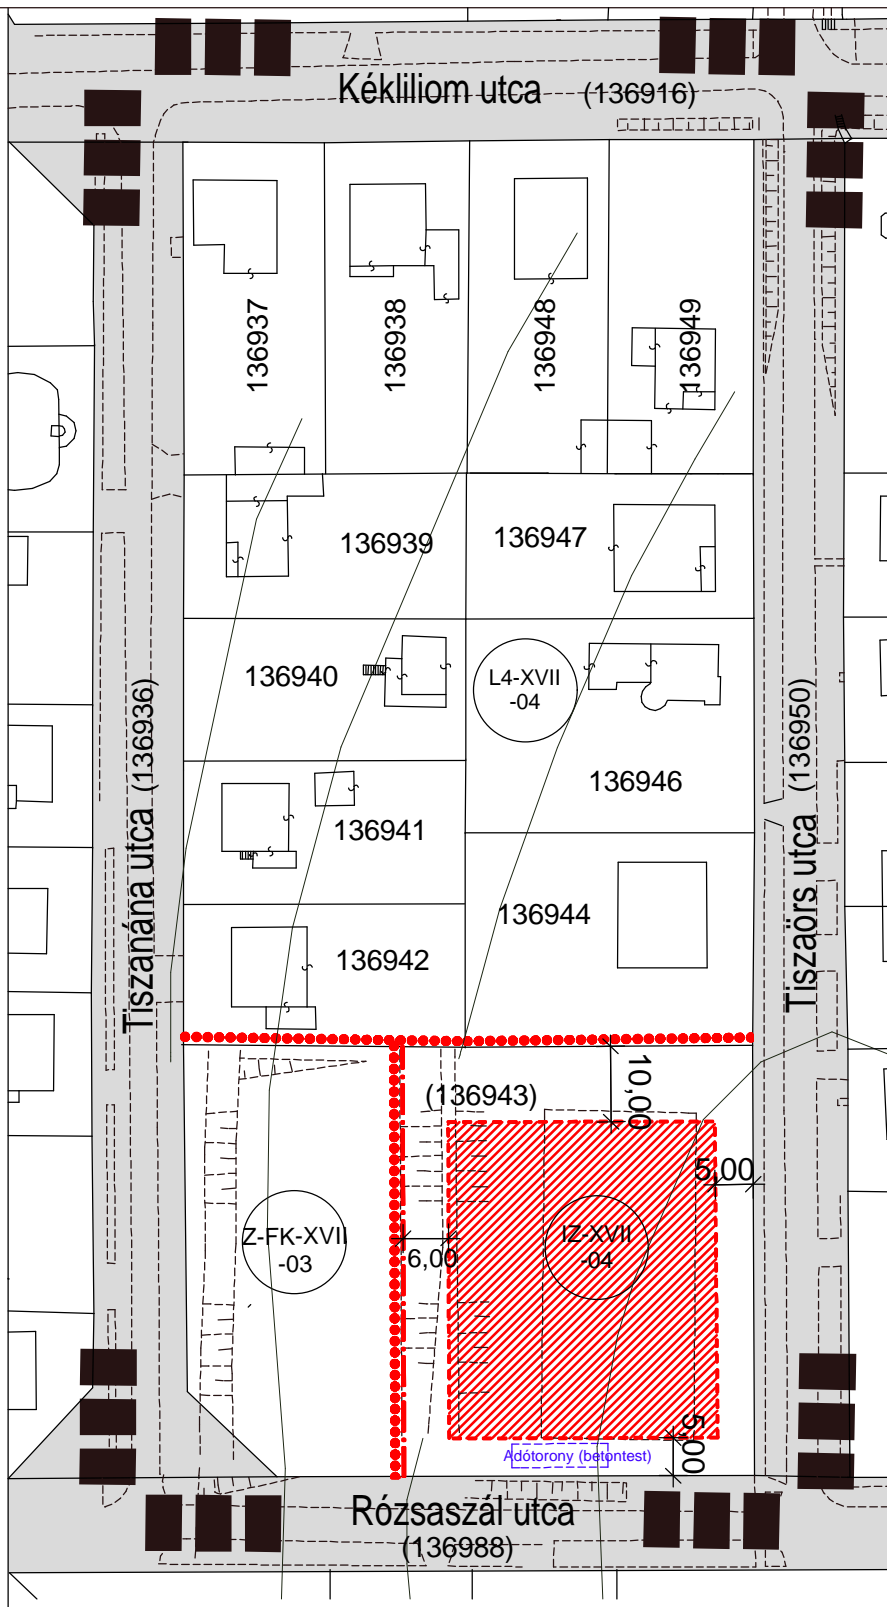 Kékliliom utca (136916)
136937
136938
136948
136949
136939
136947
136940
L4-XVII
-04
Tiszanána utca (136936)
Tiszaörs utca (136950)
136946
136941
136944
136942
(136943)
10,00
5,00
Z-FK-XVII
-03
6,00
IZ-XVII
-04
5,00
Adótorony (betontest)
Rózsaszál utca
(136988)